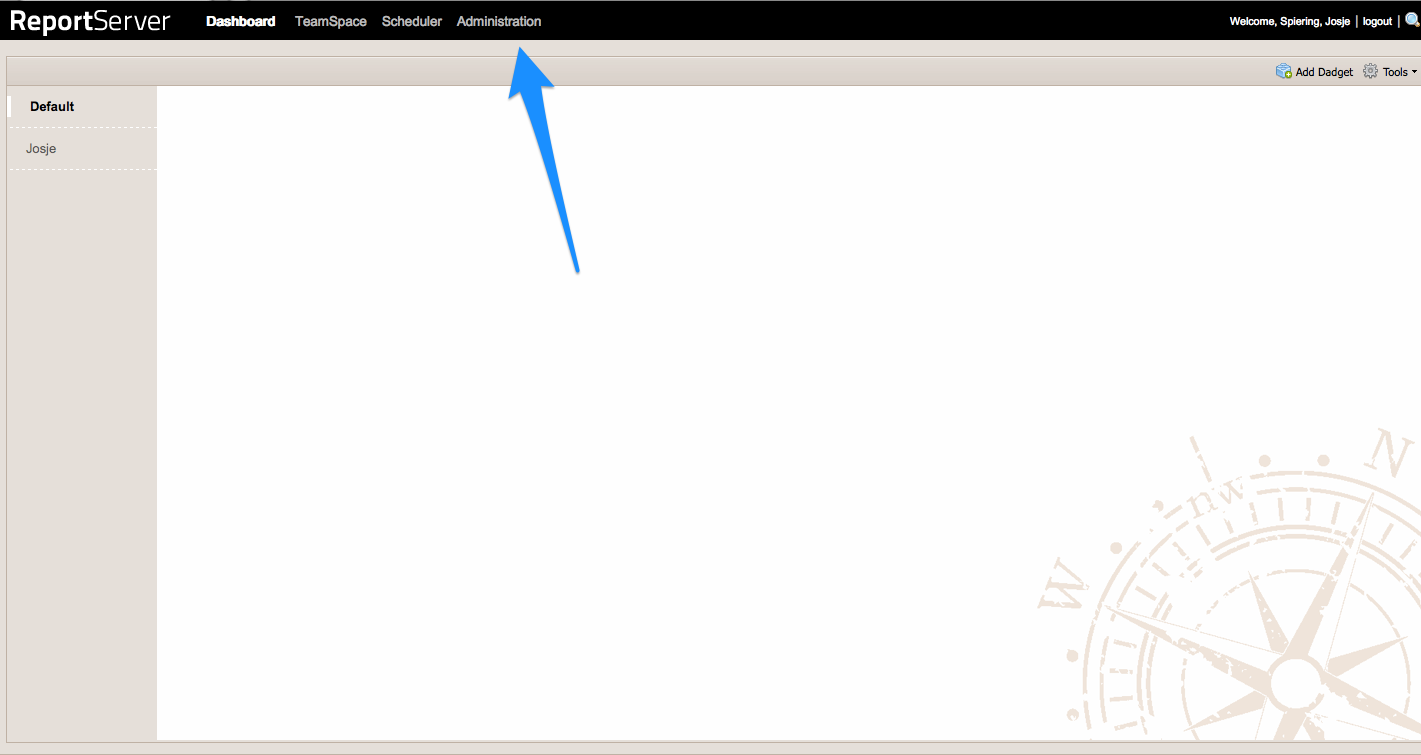 ReportServer Dashboard TeamSpace Scheduler Administration Welcome, Spiering, Josje | logout |
Add Dadget Tools
Default
Josje
N
nw
W